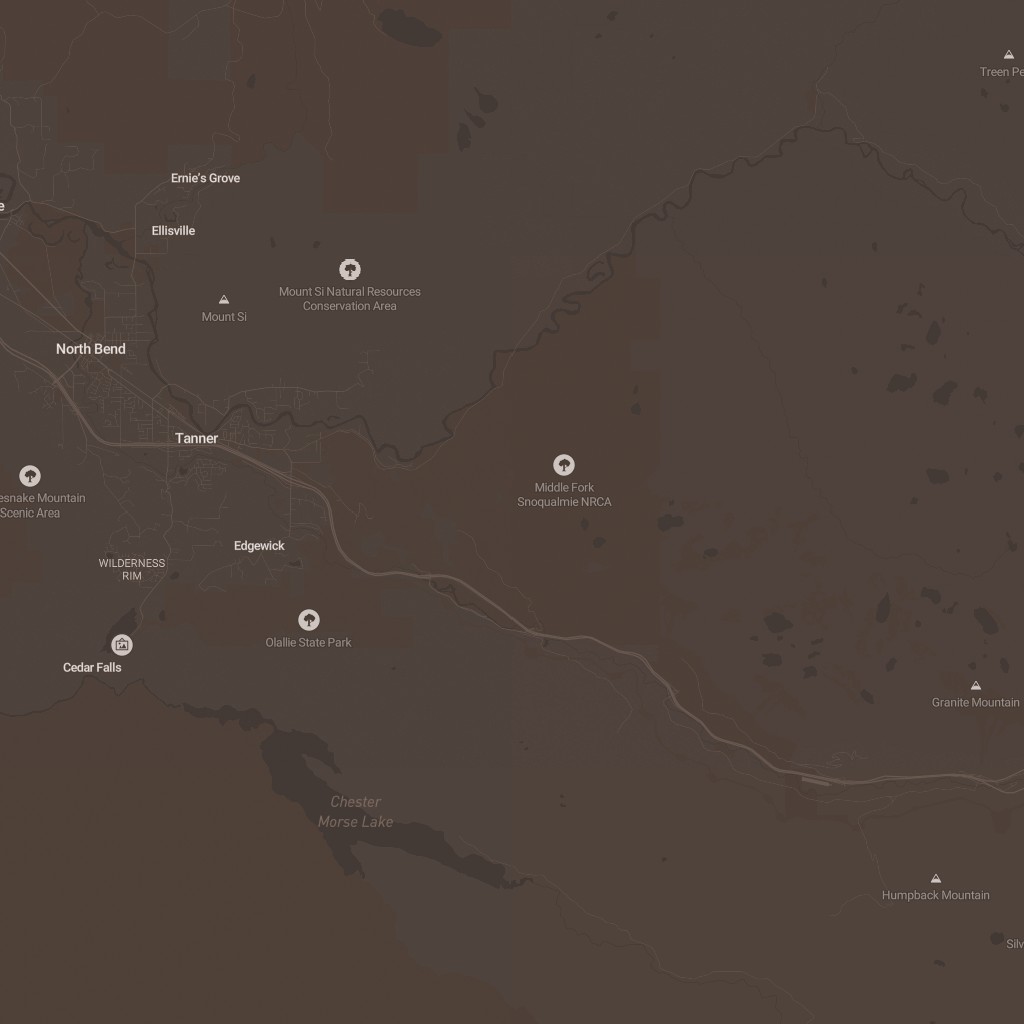 Treen Pe
Ernie's Grove
e
Ellisville
Mount Si Natural Resources
Conservation Area
Mount Si
North Bend
Tanner
esnake Mountain
Scenic Area
Middle Fork
Snoqualmie NRCA
Edgewick
WILDERNESS
RIM
Olallie State Park
Cedar Falls
Granite Mountain
Chester
Morse Lake
Humpback Mountain
Silv